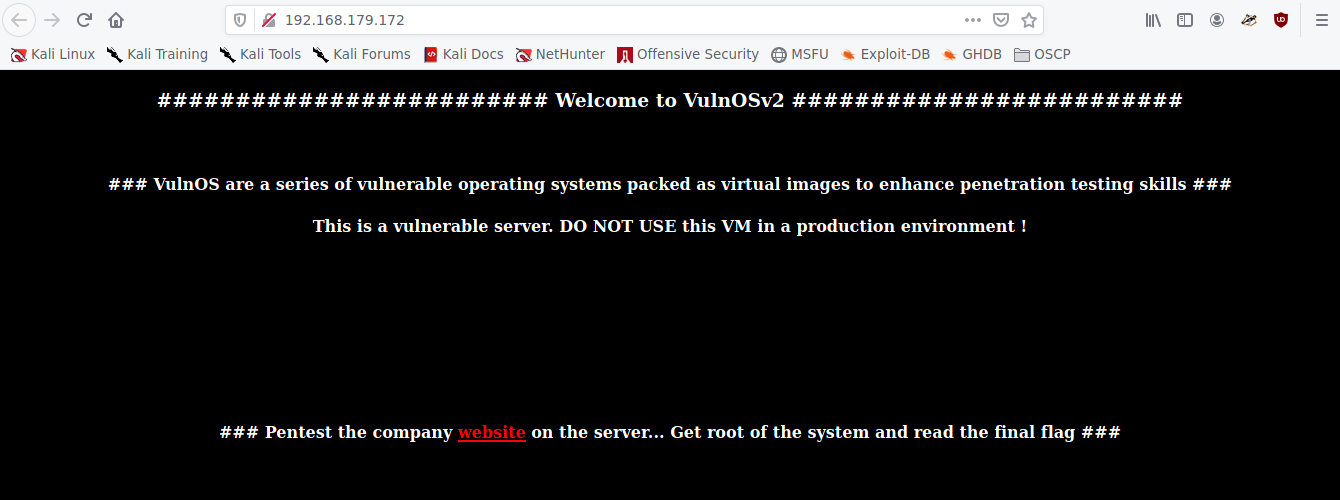 192.168.179.172
Kali Linux Kali Training Kali Tools Kali Forums Kali Docs NetHunter Offensive Security MSFU Exploit-DB GHDB OSCP
########################## Welcome to VulnOSv2 ##########################
### VulnOS are a series of vulnerable operating systems packed as virtual images to enhance penetration testing skills ###
This is a vulnerable server. DO NOT USE this VM in a production environment !
### Pentest the company website on the server... Get root of the system and read the final flag ###